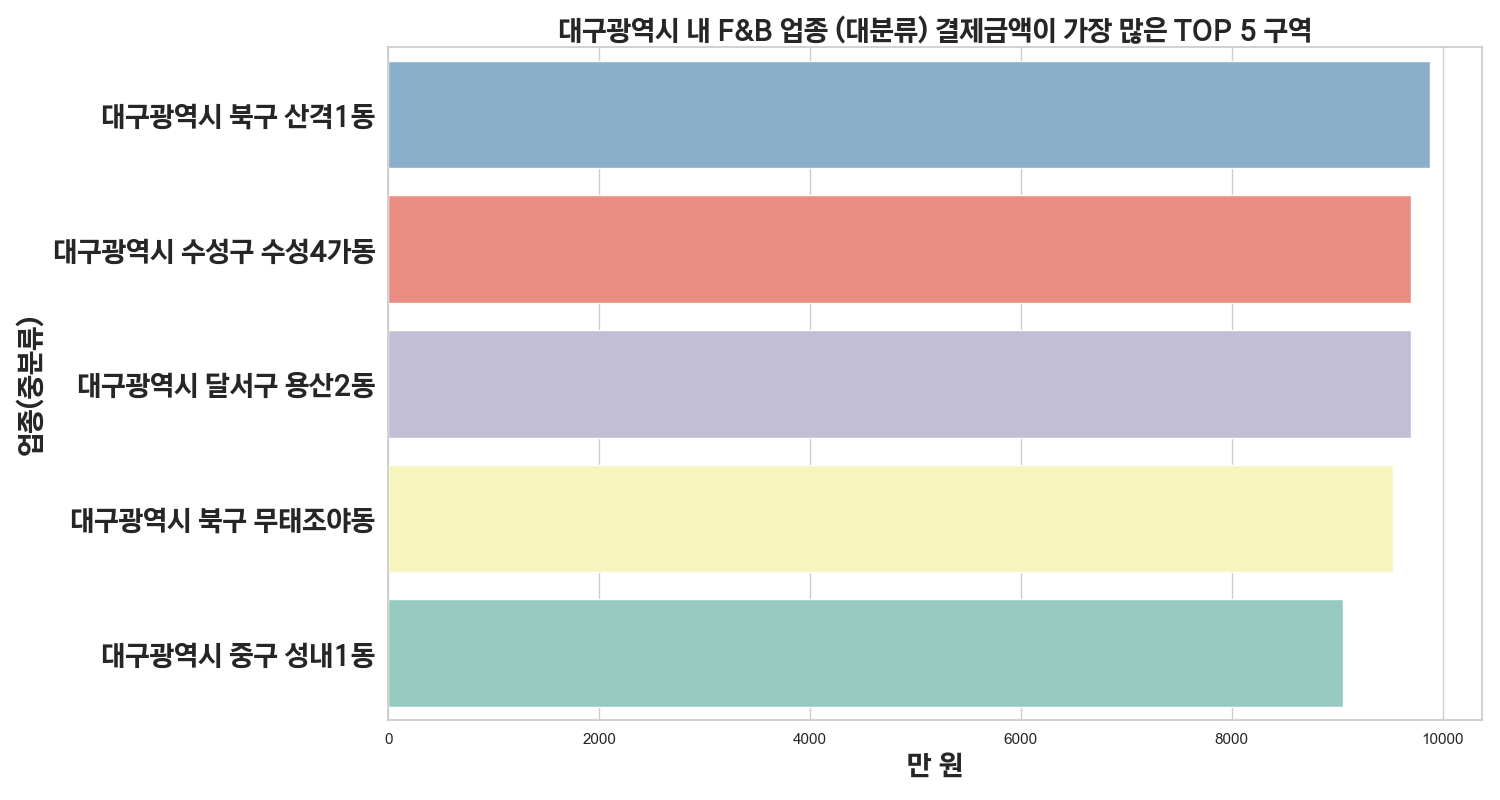 대구광역시 내 F&B 업종 (대분류) 결제금액이 가장 많은 TOP 5 구역
업종(중분류)
대구광역시 북구 산격1동
대구광역시 수성구 수성4가동
대구광역시 달서구 용산2동
대구광역시 북구 무태조야동
대구광역시 중구 성내1동
0 2000 4000 6000 8000 10000
만 원